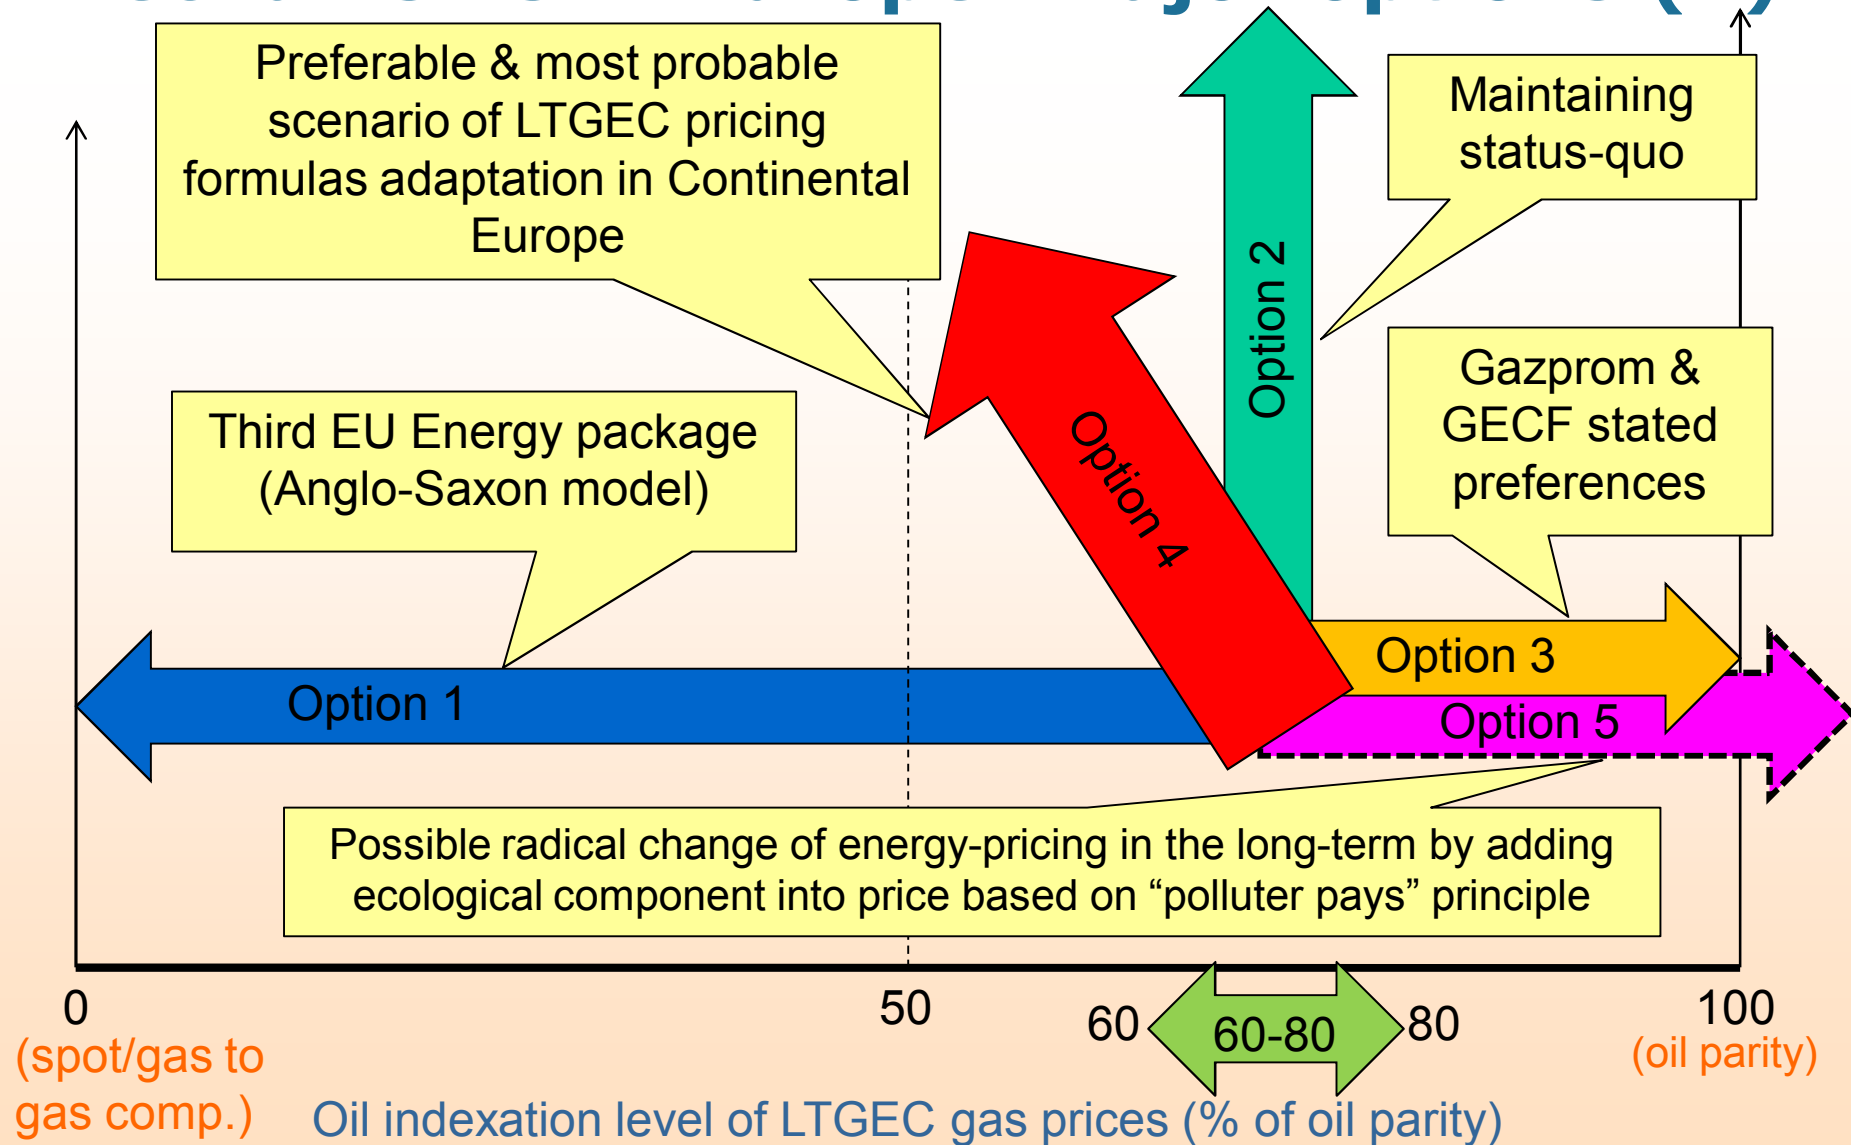 Preferable & most probable
scenario of LTGEC pricing
formulas adaptation in Continental
Europe
Maintaining
status-quo
Option 2
Gazprom &
GECF stated
preferences
Third EU Energy package
(Anglo-Saxon model)
Option 4
Option 3
Option 1
Option 5
Possible radical change of energy-pricing in the long-term by adding
ecological component into price based on “polluter pays” principle
0
50
60
60-80
80
100
(spot/gas to
gas comp.)
(oil parity)
Oil indexation level of LTGEC gas prices (% of oil parity)